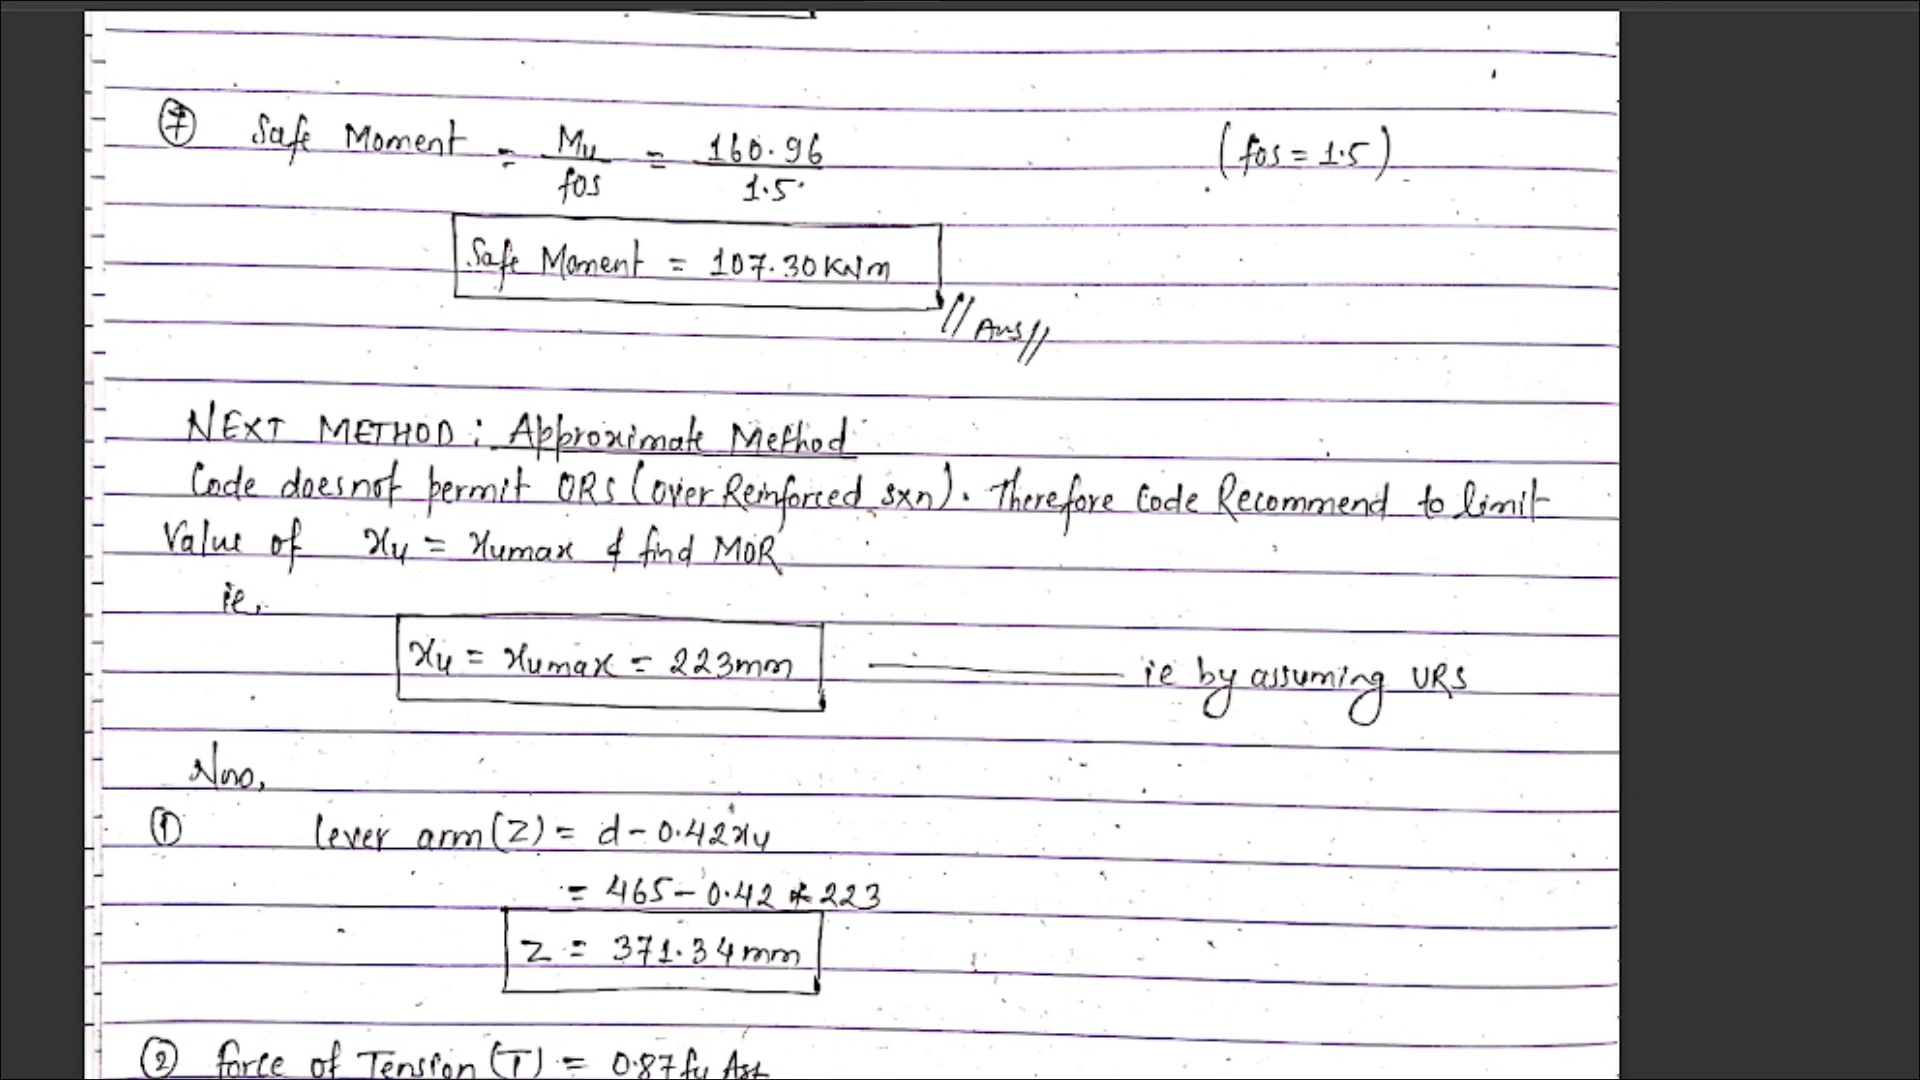 ⑦ Safe Moment = Mu/fos = 160.96/1.5 (fos = 1.5)
Safe Moment = 107.30 KNm
// Ans //
NEXT METHOD : Approximate Method
Code doesnot permit ORS (over Reinforced sxn). Therefore Code Recommend to limit
Value of xu = xumax & find MOR
ie,
xu = xumax = 223mm ie by assuming URS
Now,
① lever arm (Z) = d - 0.42xu
= 465 - 0.42 * 223
Z = 371.34 mm
② force of Tension (T) = 0.87 fy Ast